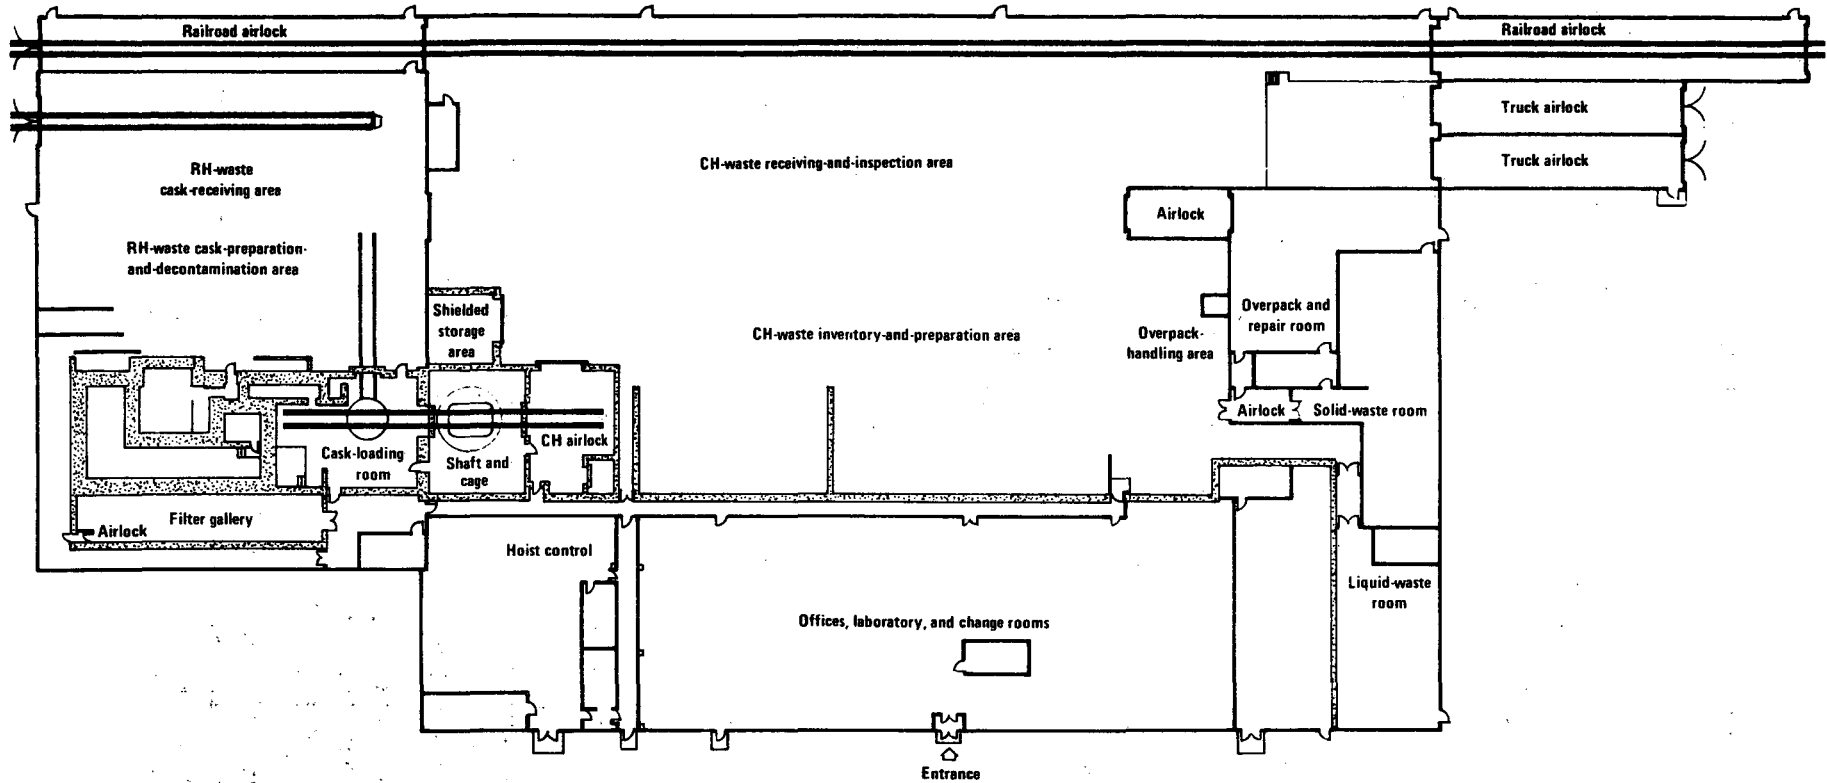 Railroad airlock
Railroad airlock
Truck airlock
Truck airlock
CH-waste receiving-and-inspection area
RH-waste
cask-receiving area
Airlock
RH-waste cask-preparation-
and-decontamination area
Shielded
storage
area
CH-waste inventory-and-preparation area
Overpack-
handling area
Overpack and
repair room
Airlock
Solid-waste room
CH airlock
Cask-loading
room
Shaft and
cage
Filter gallery
Airlock
Hoist control
Liquid-waste
room
Offices, laboratory, and change rooms
Entrance